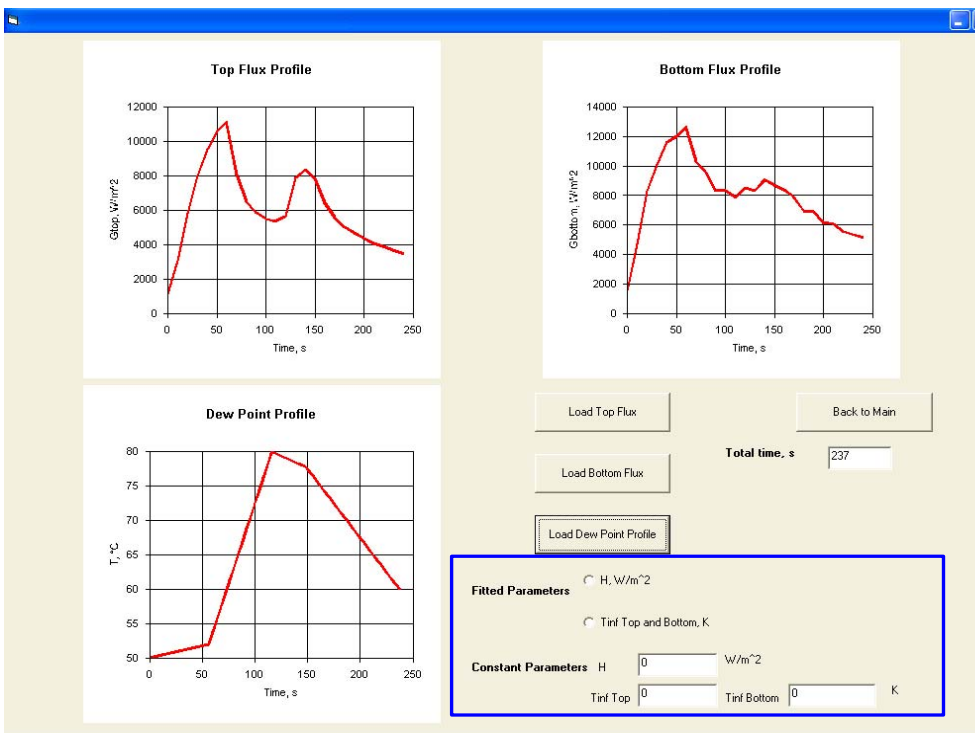 Top Flux Profile
12000
10000
8000
6000
4000
2000
0
Gtop, W/m^2
0 50 100 150 200 250
Time, s
Bottom Flux Profile
14000
12000
10000
8000
6000
4000
2000
0
Gbottom, W/m^2
0 50 100 150 200 250
Time, s
Dew Point Profile
80
75
70
65
60
55
50
T, °C
0 50 100 150 200 250
Time, s
Load Top Flux
Back to Main
Total time, s 237
Load Bottom Flux
Load Dew Point Profile
Fitted Parameters H, W/m^2
Tinf Top and Bottom, K
Constant Parameters H 0 W/m^2
Tinf Top 0 Tinf Bottom 0 K